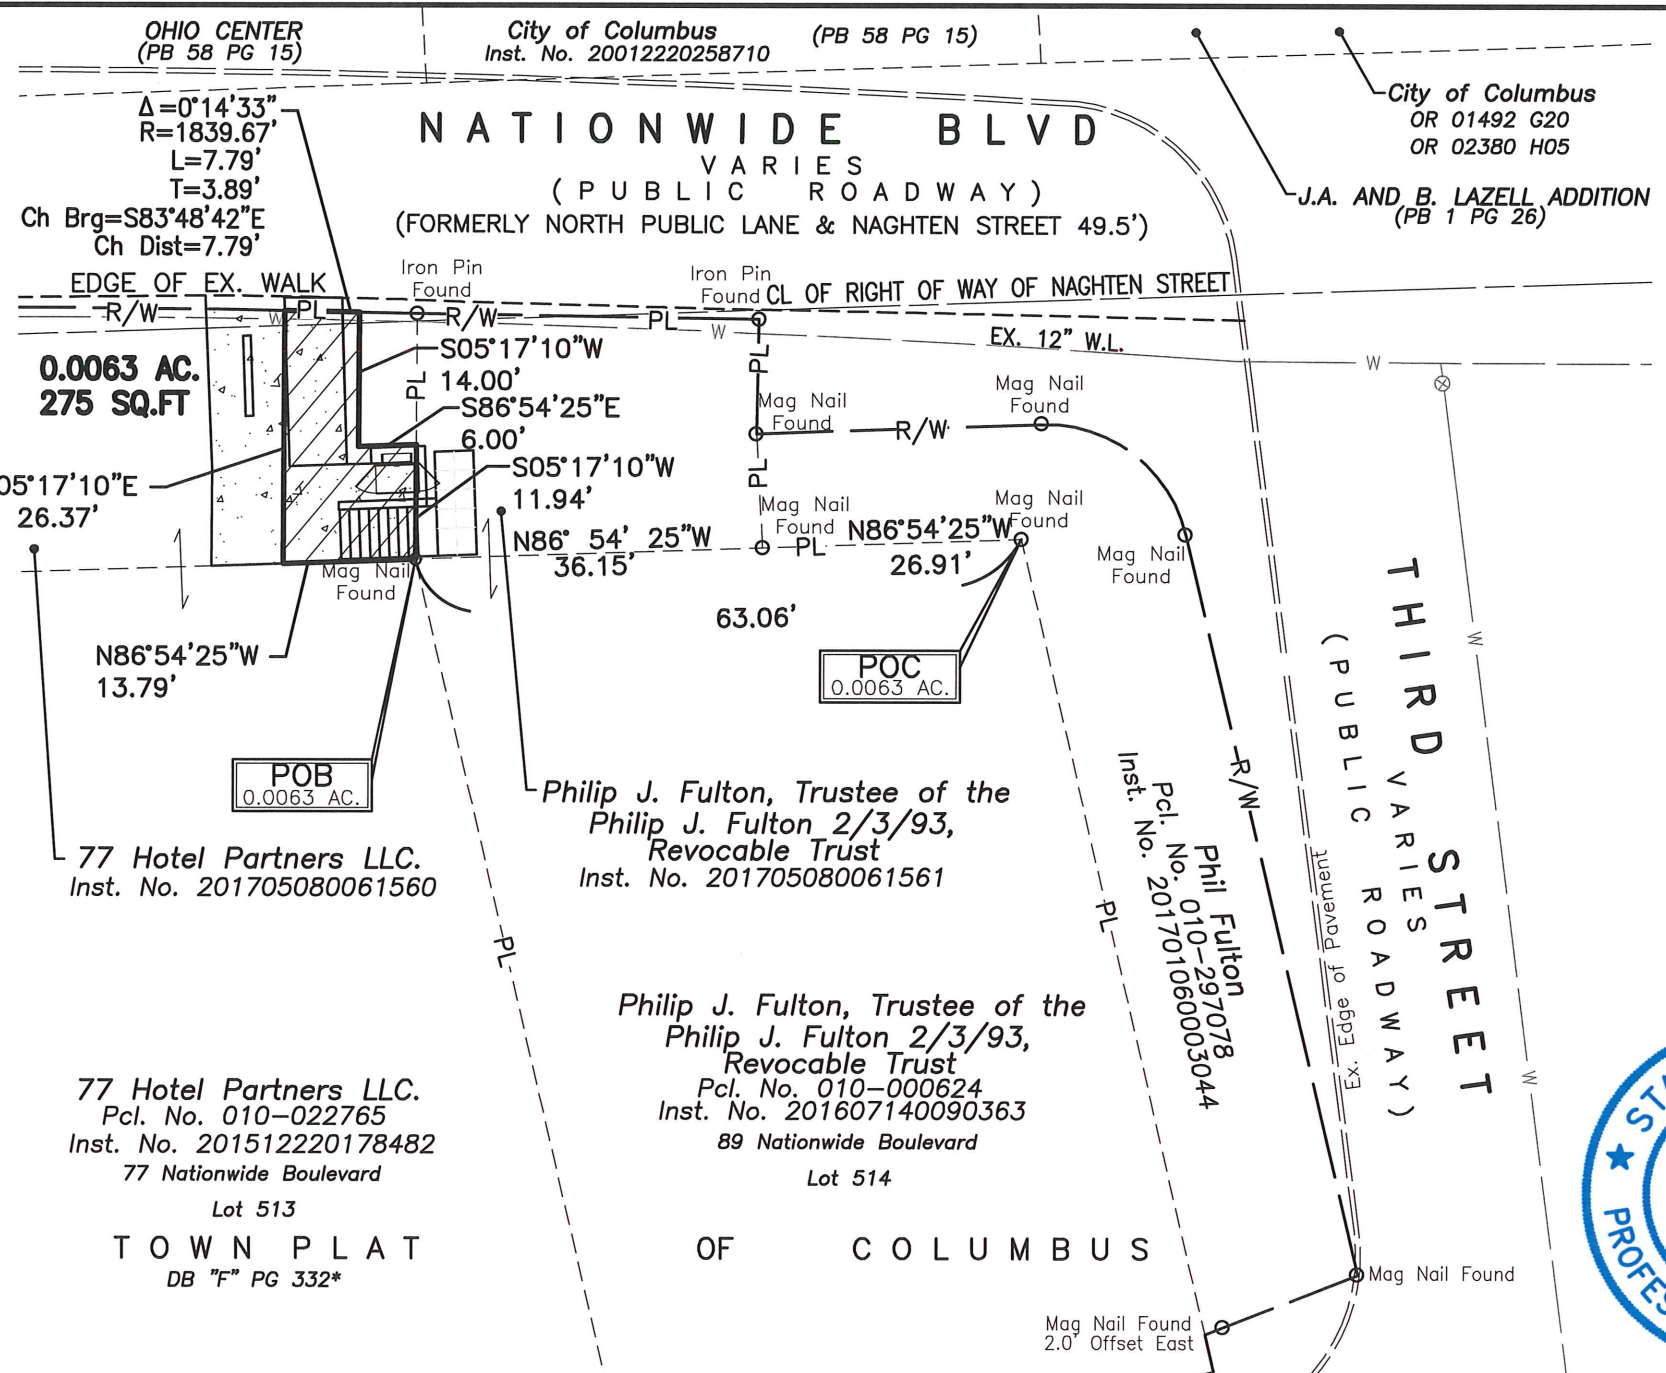 OHIO CENTER
(PB 58 PG 15)
City of Columbus
Inst. No. 20012220258710
(PB 58 PG 15)
City of Columbus
OR 01492 G20
OR 02380 H05
J.A. AND B. LAZELL ADDITION
(PB 1 PG 26)
Δ=0°14'33"
R=1839.67'
L=7.79'
T=3.89'
Ch Brg=S83°48'42"E
Ch Dist=7.79'
NATIONWIDE BLVD
VARIES
(PUBLIC ROADWAY)
(FORMERLY NORTH PUBLIC LANE & NAGHTEN STREET 49.5')
EDGE OF EX. WALK
Iron Pin
Found
Iron Pin
Found
CL OF RIGHT OF WAY OF NAGHTEN STREET
R/W
PL
R/W
PL
W
W
EX. 12" W.L.
W
0.0063 AC.
275 SQ.FT
S05°17'10"W
14.00'
PL
S86°54'25"E
6.00'
S05°17'10"W
11.94'
PL
Mag Nail
Found
R/W
Mag Nail
Found
PL
05°17'10"E
26.37'
Mag Nail
Found
Mag Nail
Found
N86° 54' 25"W
36.15'
PL
N86°54'25"W
26.91'
Mag Nail
Found
Mag Nail
Found
63.06'
N86°54'25"W
13.79'
POC
0.0063 AC.
POB
0.0063 AC.
THIRD STREET
VARIES
(PUBLIC ROADWAY)
W
W
R/W
Ex. Edge of Pavement
77 Hotel Partners LLC.
Inst. No. 201705080061560
Philip J. Fulton, Trustee of the
Philip J. Fulton 2/3/93,
Revocable Trust
Inst. No. 201705080061561
Phil Fulton
Pcl. No. 010-297078
Inst. No. 201701060003044
PL
PL
77 Hotel Partners LLC.
Pcl. No. 010-022765
Inst. No. 201512220178482
77 Nationwide Boulevard
Lot 513
Philip J. Fulton, Trustee of the
Philip J. Fulton 2/3/93,
Revocable Trust
Pcl. No. 010-000624
Inst. No. 201607140090363
89 Nationwide Boulevard
Lot 514
TOWN PLAT OF COLUMBUS
DB "F" PG 332*
Mag Nail Found
Mag Nail Found
2.0' Offset East